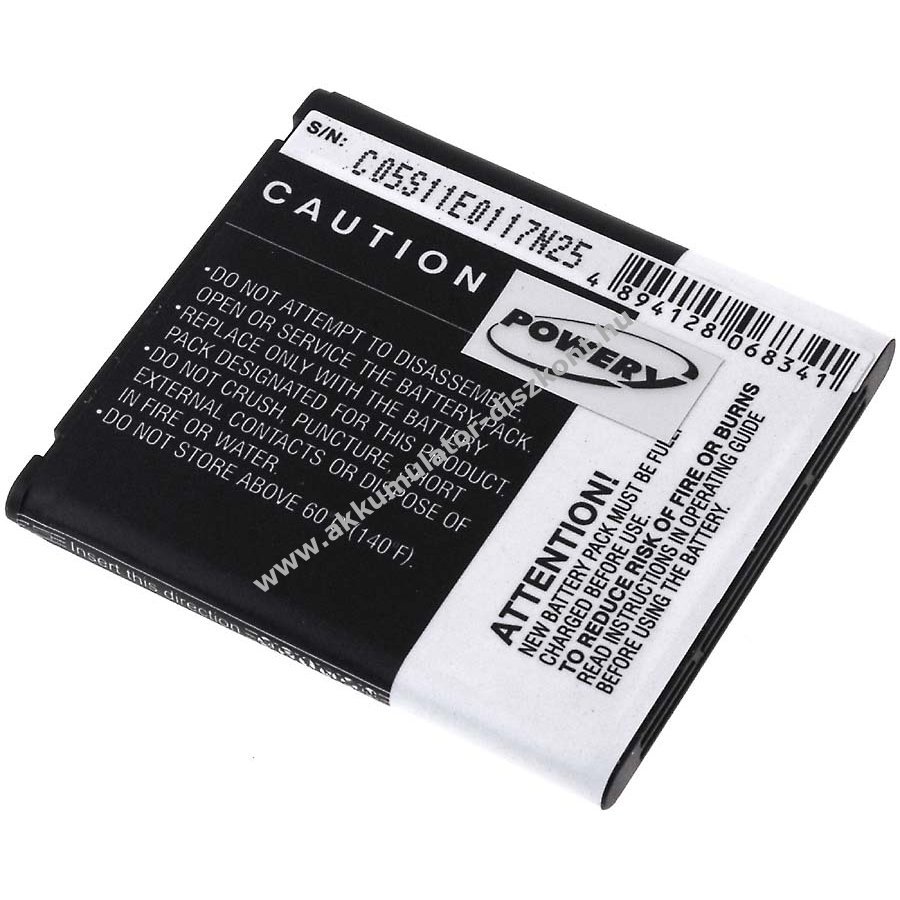 S/N:
C05S11E0117N25
4 894128 068341
CAUTION
• DO NOT ATTEMPT TO DISASSEMBLE
OPEN OR SERVICE THE BATTERY PACK.
• REPLACE ONLY WITH THE BATTERY
PACK DESIGNATED FOR PRODUCT.
• DO NOT CRUSH, PUNCTURE,
EXTERNAL CONTACTS OR SHORT
IN FIRE OR WATER. DISPOSE OF
• DO NOT STORE ABOVE 60 (140°F).
POWERY
www.akkumulator-diszkont.hu
ATTENTION!
NEW BATTERY PACK MUST BE
CHARGED BEFORE USE.
TO REDUCE RISK OF FIRE OR BURNS
READ INSTRUCTIONS IN OPERATING GUIDE
BEFORE USING THE BATTERY.
Insert this direction